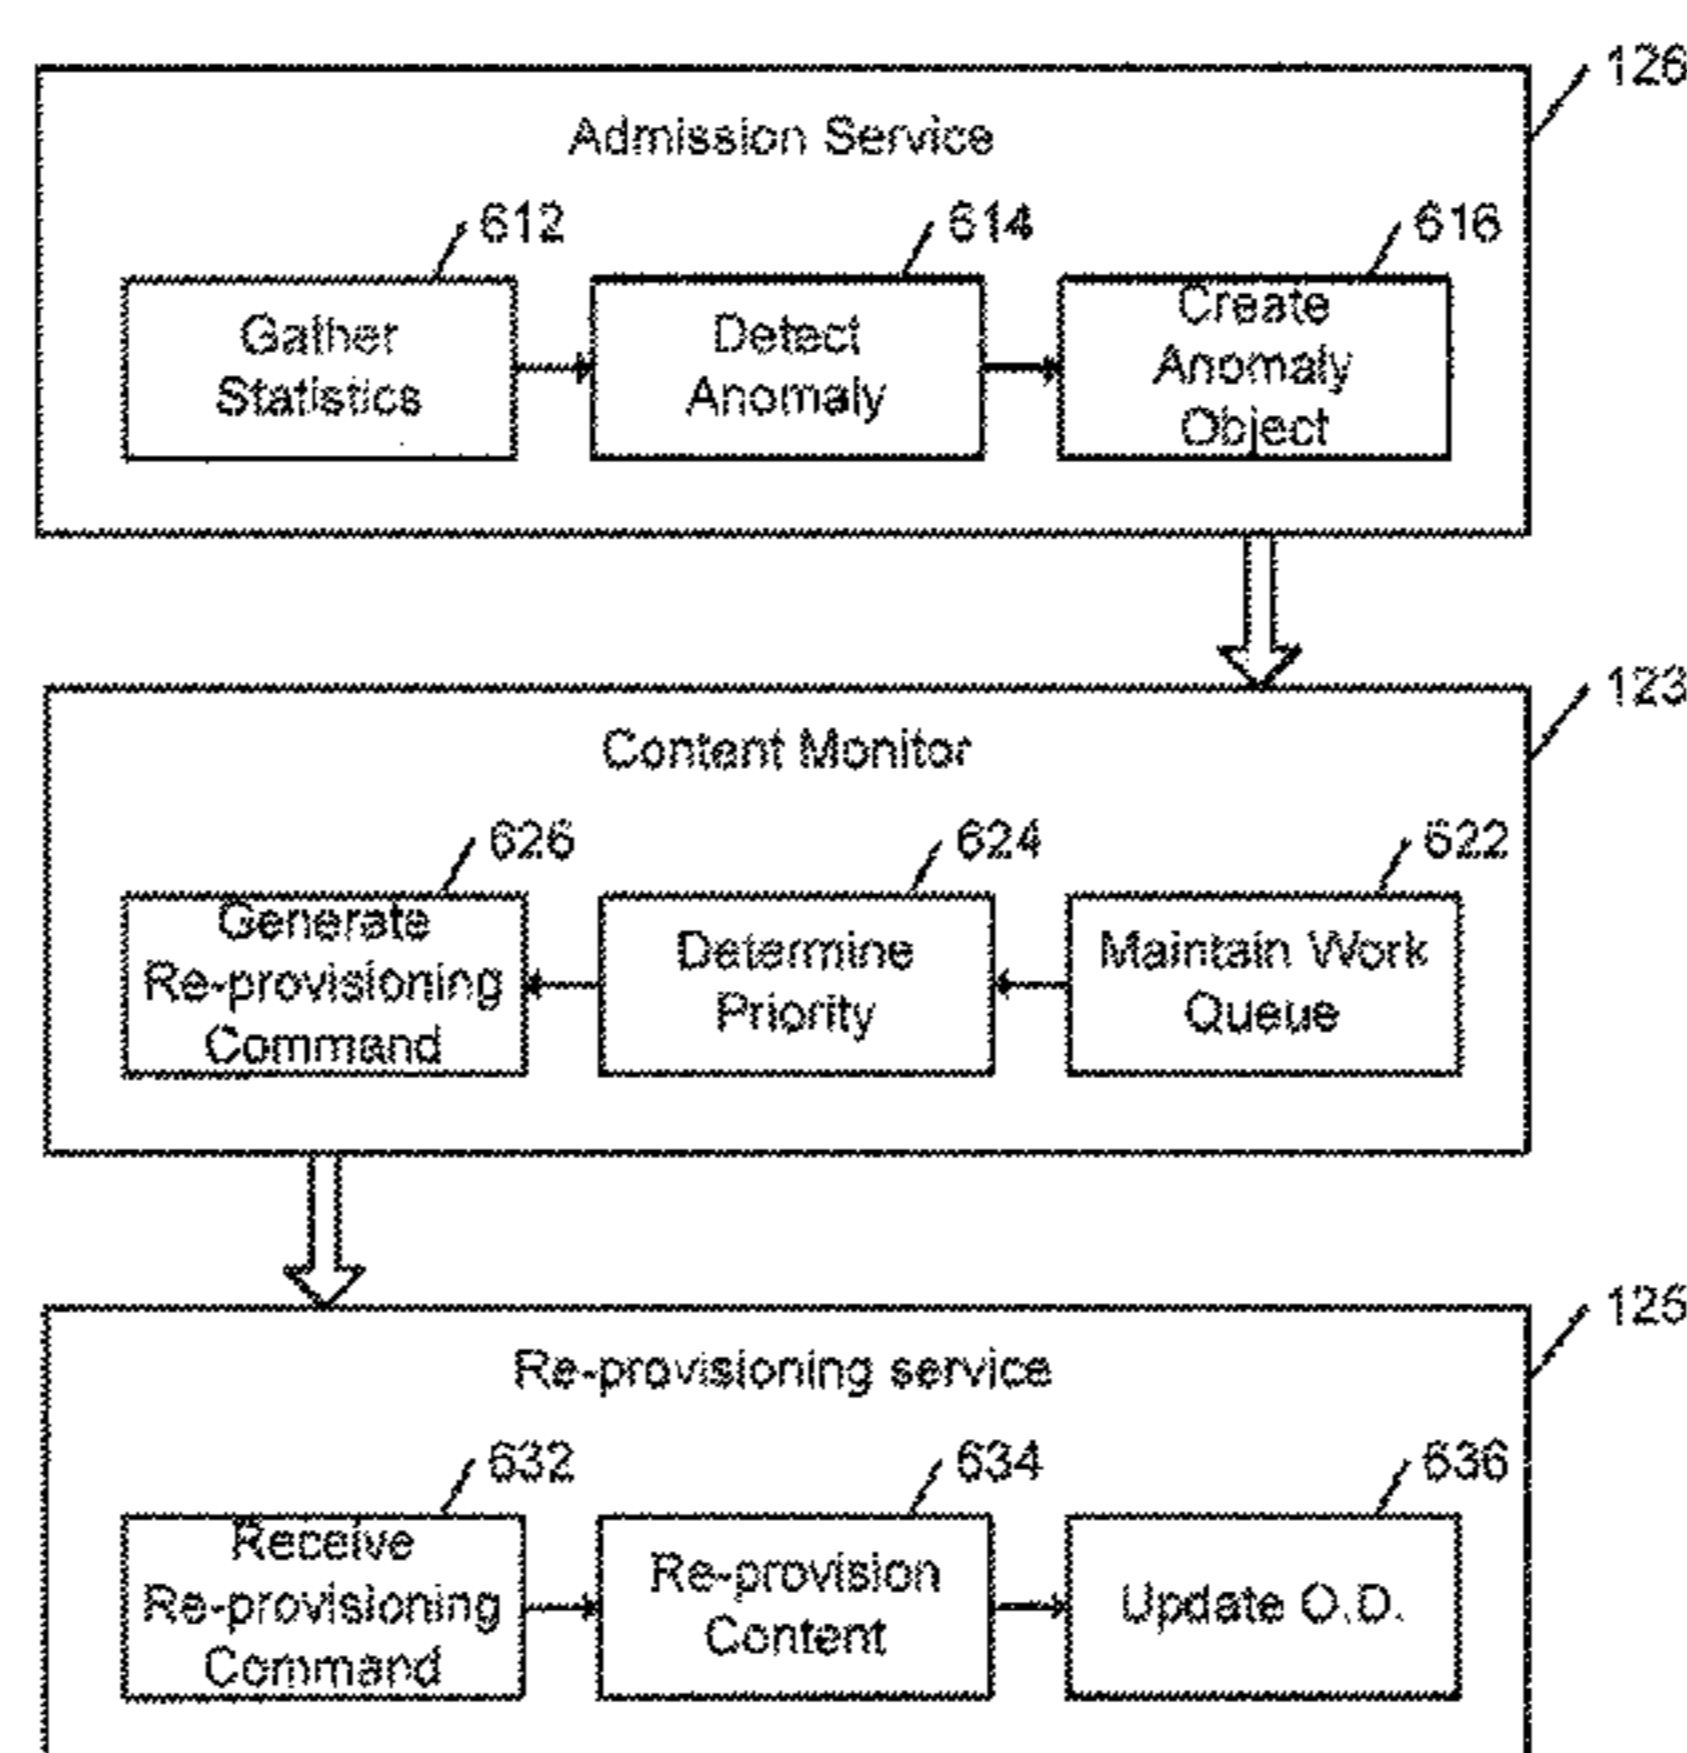 126
Admission Service
612
614
616
Gather
Statistics
Detect
Anomaly
Create
Anomaly
Object
123
Content Monitor
626
624
622
Generate
Re-provisioning
Command
Determine
Priority
Maintain Work
Queue
125
Re-provisioning service
632
634
636
Receive
Re-provisioning
Command
Re-provision
Content
Update O.D.